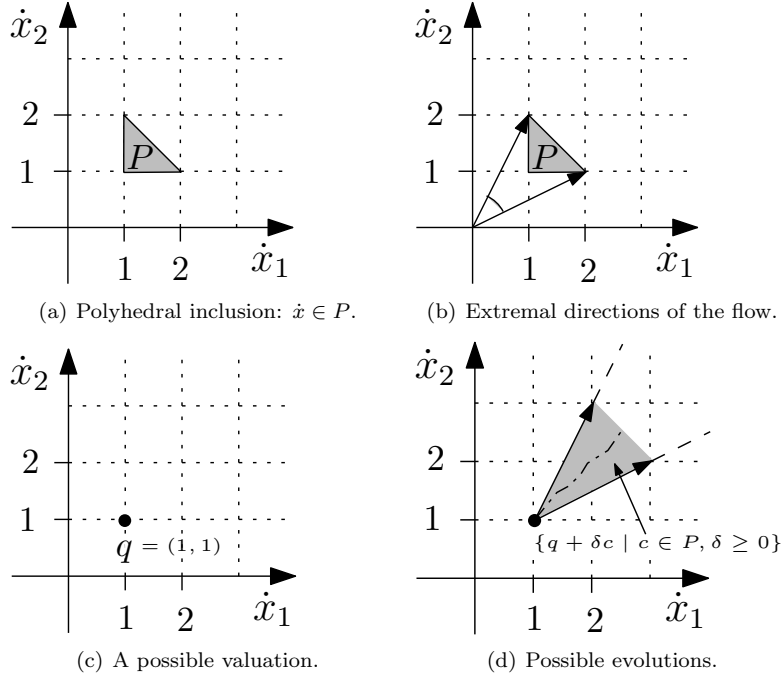 ẋ₂
2
P
1
1
2
ẋ₁
(a) Polyhedral inclusion: ẋ ∈ P.
ẋ₂
2
P
1
1
2
ẋ₁
(b) Extremal directions of the flow.
ẋ₂
2
1
q = (1, 1)
1
2
ẋ₁
(c) A possible valuation.
ẋ₂
2
1
{q + δc | c ∈ P, δ ≥ 0}
1
2
ẋ₁
(d) Possible evolutions.